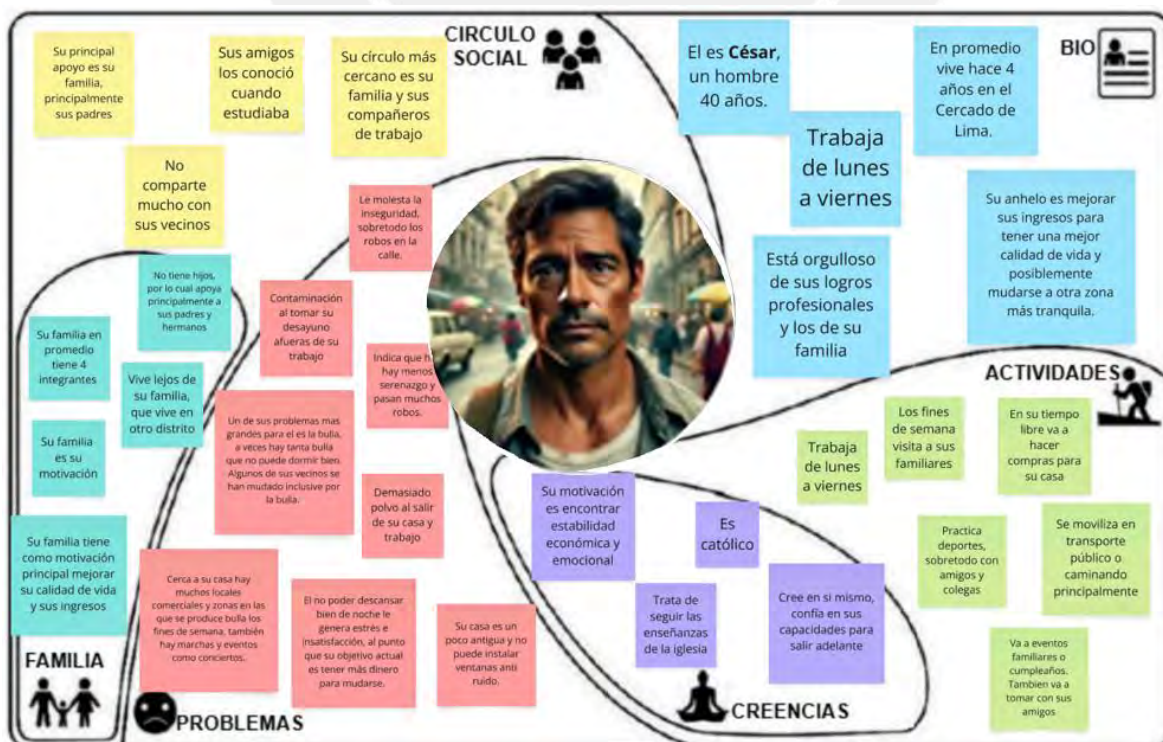 CIRCULO
SOCIAL
Su principal
apoyo es su
familia,
principalmente
sus padres
Sus amigos
los conoció
cuando
estudiaba
Su círculo más
cercano es su
familia y sus
compañeros
de trabajo
No
comparte
mucho con
sus vecinos
BIO
El es César,
un hombre
40 años.
En promedio
vive hace 4
años en el
Cercado de
Lima.
Trabaja
de lunes
a viernes
Su anhelo es mejorar
sus ingresos para
tener una mejor
calidad de vida y
posiblemente
mudarse a otra zona
más tranquila.
Está orgulloso
de sus logros
profesionales
y los de su
familia
No tiene hijos,
por lo cual apoya
principalmente a
sus padres y
hermanos
Su familia en
promedio
tiene 4
integrantes
Vive lejos de
su familia,
que vive en
otro distrito
Su familia
es su
motivación
Su familia tiene
como motivación
principal mejorar
su calidad de vida
y sus ingresos
FAMILIA
Le molesta la
inseguridad,
sobretodo los
robos en la
calle.
Contaminación
al tomar su
desayuno
afueras de su
trabajo
Indica que h
hay menos
serenazgo y
pasan muchos
robos.
Un de sus problemas mas
grandes para el es la bulla,
a veces hay tanta bulla
que no puede dormir bien.
Algunos de sus vecinos se
han mudado inclusive por
la bulla.
Demasiado
polvo al salir
de su casa y
trabajo
Cerca a su casa hay
muchos locales
comerciales y zonas en las
que se produce bulla los
fines de semana, también
hay marchas y eventos
como conciertos.
El no poder descansar
bien de noche le
genera estrés e
insatisfacción, al punto
que su objetivo actual
es tener más dinero
para mudarse.
Su casa es un
poco antigua y no
puede instalar
ventanas anti
ruido.
PROBLEMAS
Su motivación
es encontrar
estabilidad
económica y
emocional
Es
católico
Trata de
seguir las
enseñanzas
de la iglesia
Cree en si mismo,
confía en sus
capacidades para
salir adelante
CREENCIAS
ACTIVIDADES
Trabaja
de lunes
a viernes
Los fines
de semana
visita a sus
familiares
En su tiempo
libre va a
hacer
compras para
su casa
Practica
deportes,
sobretodo con
amigos y
colegas
Se moviliza en
transporte
público o
caminando
principalmente
Va a eventos
familiares o
cumpleaños.
Tambien va a
tomar con sus
amigos